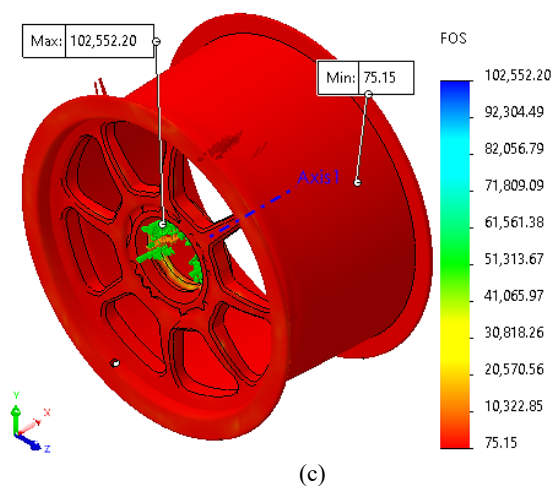 Max: 102,552.20
Min: 75.15
FOS
102,552.20
92,304.49
82,056.79
71,809.09
61,561.38
51,313.67
41,065.97
30,818.26
20,570.56
10,322.85
75.15
Axis1
Y
X
Z
(c)